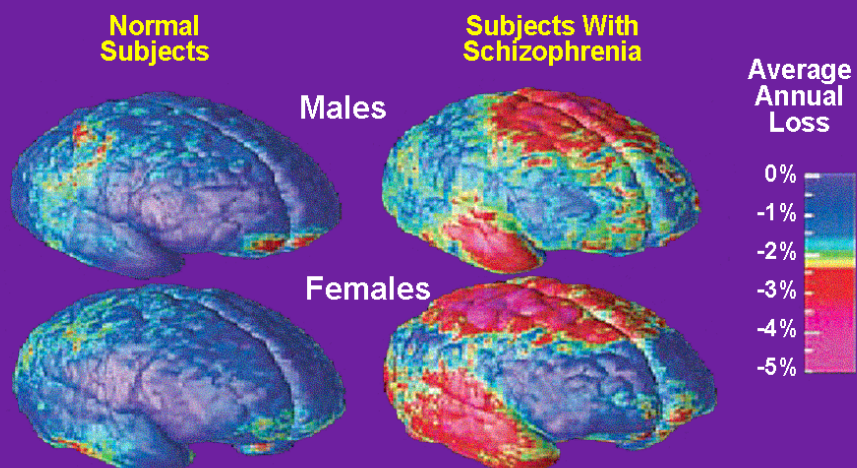 Normal
Subjects
Subjects With
Schizophrenia
Males
Females
Average
Annual
Loss
0%
-1%
-2%
-3%
-4%
-5%